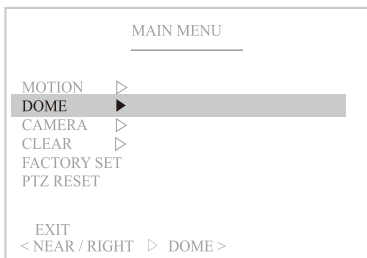 MAIN MENU
MOTION ▷
DOME ▶
CAMERA ▷
CLEAR ▷
FACTORY SET
PTZ RESET
EXIT
< NEAR / RIGHT ▷ DOME >